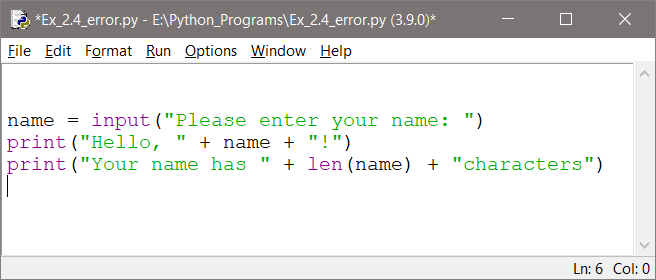 *Ex_2.4_error.py - E:\Python_Programs\Ex_2.4_error.py (3.9.0)*
File Edit Format Run Options Window Help
name = input("Please enter your name: ")
print("Hello, " + name + "!")
print("Your name has " + len(name) + "characters")
Ln: 6 Col: 0